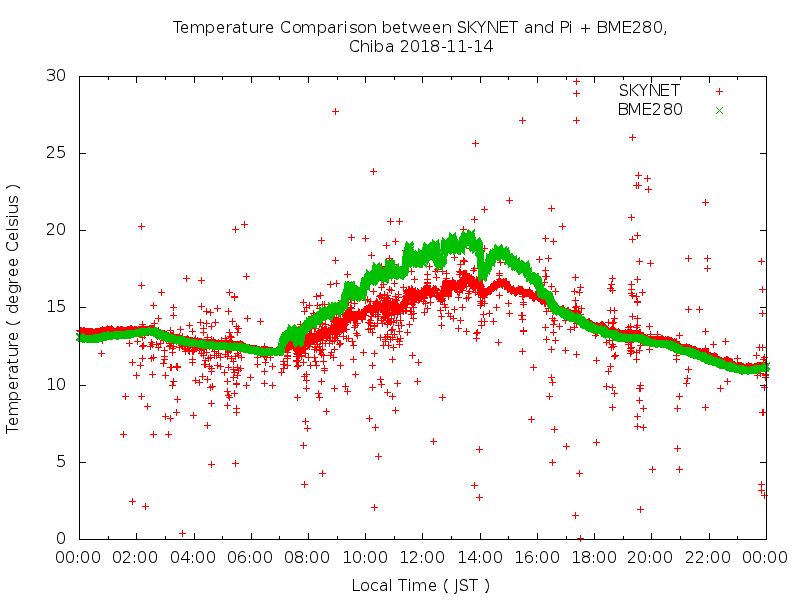 Temperature Comparison between SKYNET and Pi + BME280,
Chiba 2018-11-14
30
25
20
15
10
5
0
Temperature ( degree Celsius )
SKYNET
BME280
00:00 02:00 04:00 06:00 08:00 10:00 12:00 14:00 16:00 18:00 20:00 22:00 00:00
Local Time ( JST )